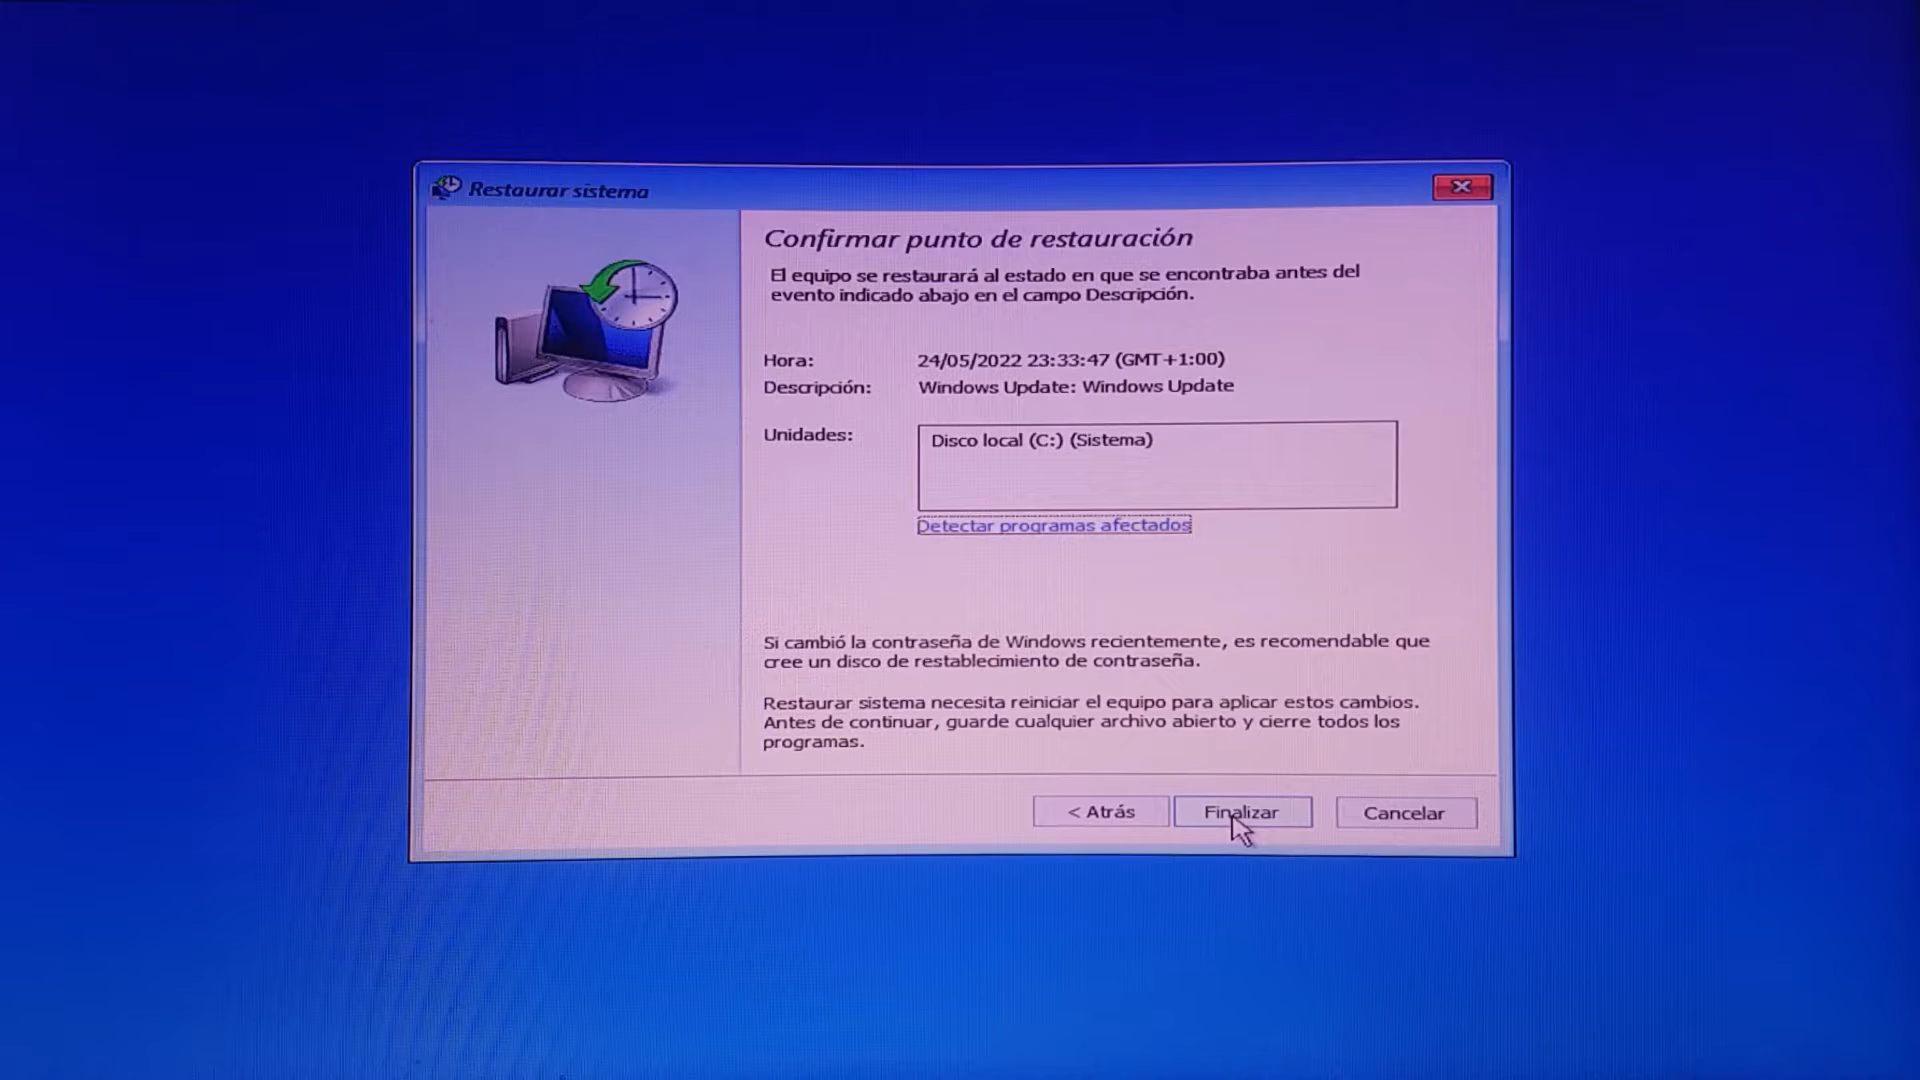 Restaurar sistema
Confirmar punto de restauración
El equipo se restaurará al estado en que se encontraba antes del
evento indicado abajo en el campo Descripción.
Hora: 24/05/2022 23:33:47 (GMT+1:00)
Descripción: Windows Update: Windows Update
Unidades: Disco local (C:) (Sistema)
Detectar programas afectados
Si cambió la contraseña de Windows recientemente, es recomendable que
cree un disco de restablecimiento de contraseña.
Restaurar sistema necesita reiniciar el equipo para aplicar estos cambios.
Antes de continuar, guarde cualquier archivo abierto y cierre todos los
programas.
< Atrás Finalizar Cancelar